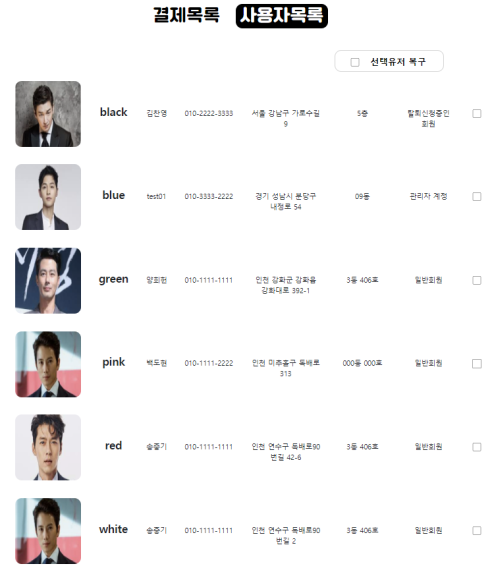 결제목록 사용자목록
선택유저 복구
black 김찬영 010-2222-3333 서울 강남구 가로수길 9 5층 탈퇴신청중인 회원
blue test01 010-3333-2222 경기 성남시 분당구 내정로 54 09동 관리자 계정
green 양희헌 010-1111-1111 인천 강화군 강화읍 강화대로 392-1 3동 406호 일반회원
pink 백도현 010-1111-2222 인천 미추홀구 독배로 313 000동 000호 일반회원
red 송중기 010-1111-1111 인천 연수구 독배로90번길 42-6 3동 406호 일반회원
white 송중기 010-1111-1111 인천 연수구 독배로90번길 2 3동 406호 일반회원